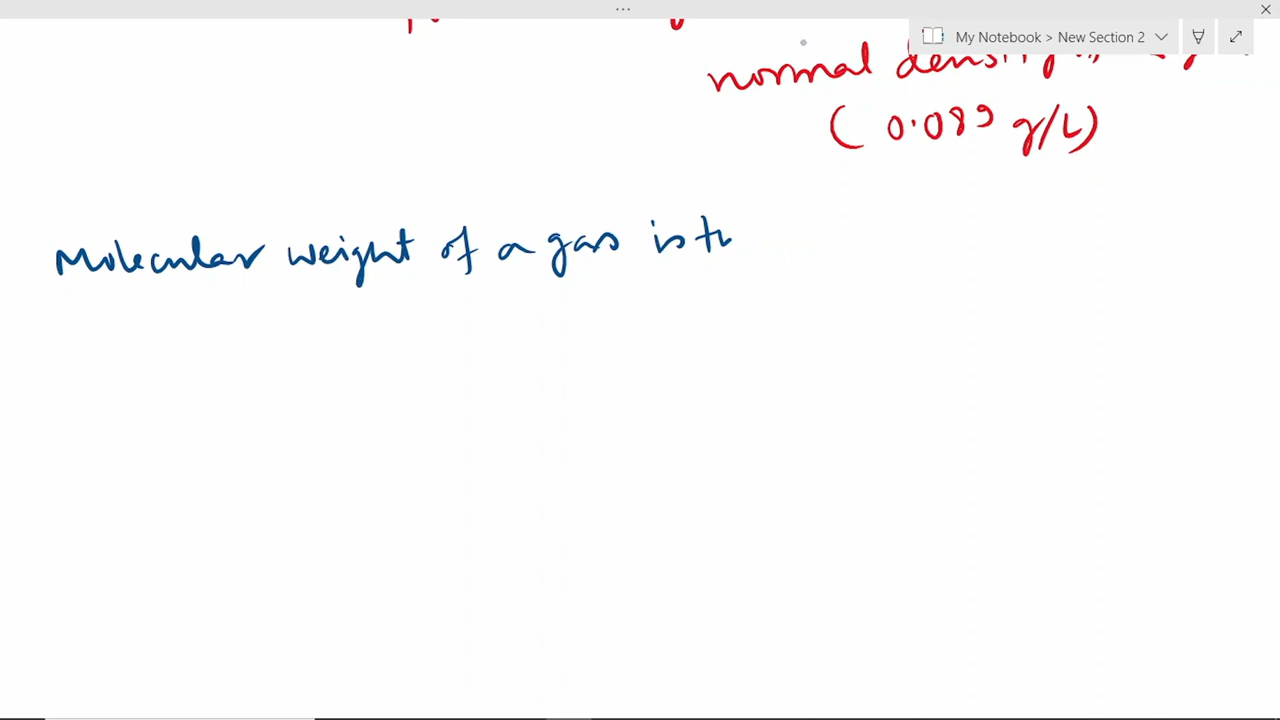 My Notebook > New Section 2
normal
(0.089 g/L)
Molecular weight of a gas is